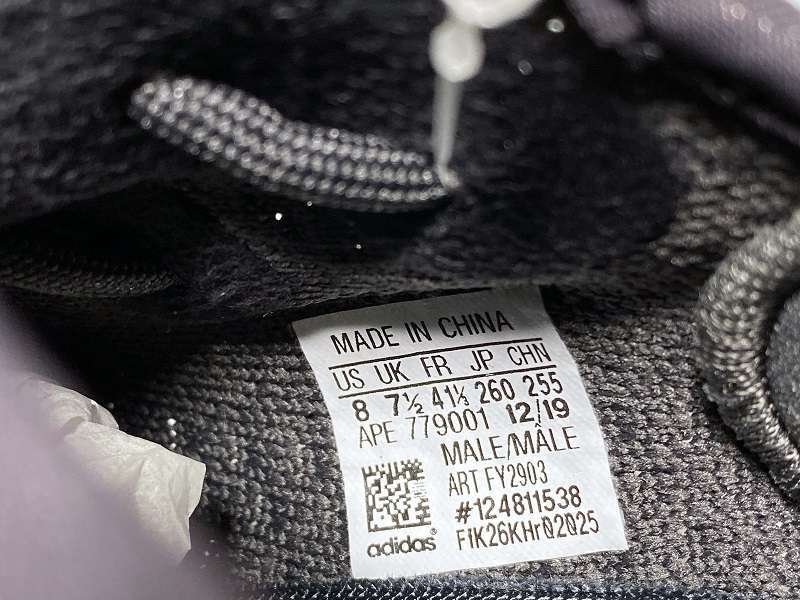 MADE IN CHINA
US UK FR JP CHN
8 7½ 41⅓ 260 255
APE 779001 12/19
MALE/MÂLE
ART FY2903
#124811538
FIK26KHr02025
adidas®